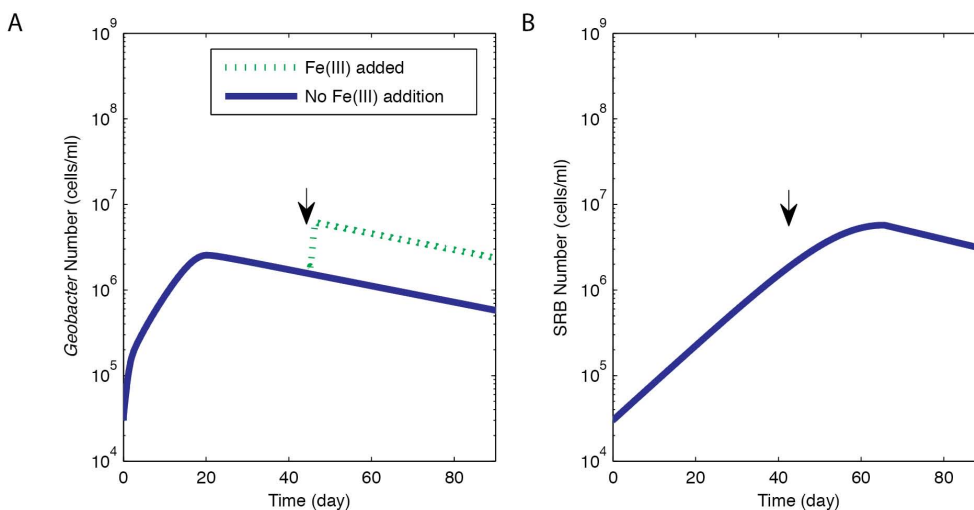 A
10^9
10^8
10^7
10^6
10^5
10^4
Geobacter Number (cells/ml)
Fe(III) added
No Fe(III) addition
0 20 40 60 80
Time (day)
B
10^9
10^8
10^7
10^6
10^5
10^4
SRB Number (cells/ml)
0 20 40 60 80
Time (day)